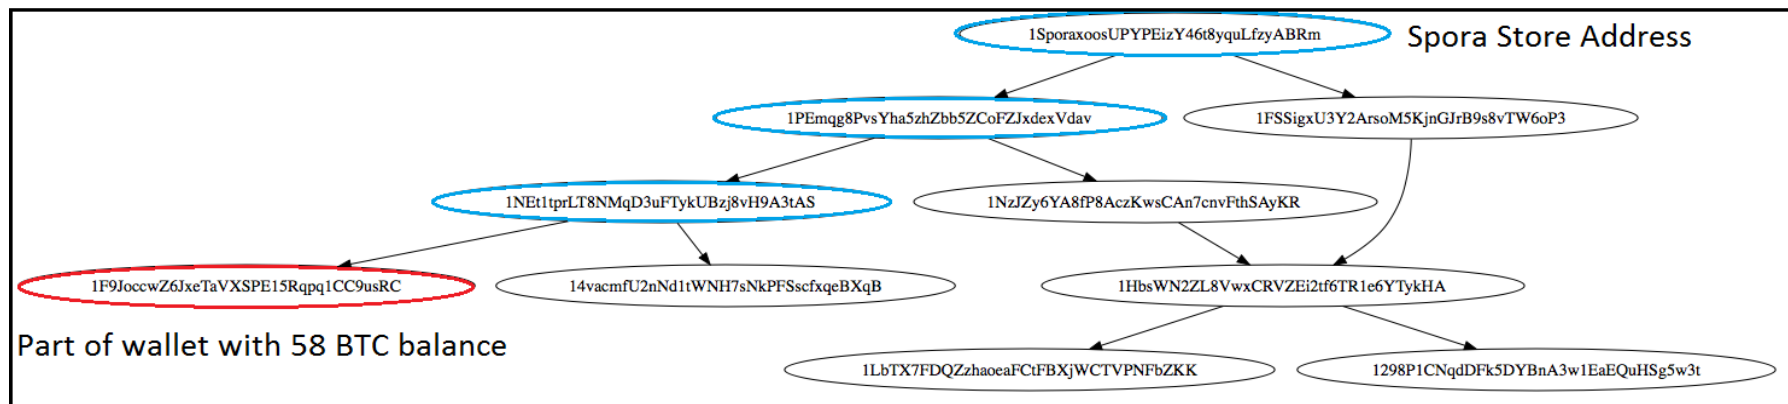 1SporaxoosUPYPEizY46t8yquLfzyABRm
Spora Store Address
1PEmqg8PvsYha5zhZbb5ZCoFZJxdexVdav
1FSSigxU3Y2ArsoM5KjnGJrB9s8vTW6oP3
1NEt1tprLT8NMqD3uFTykUBzj8vH9A3tAS
1NzJZy6YA8fP8AczKwsCAn7cnvFthSAyKR
1F9JoccwZ6JxeTaVXSPE15Rqpq1CC9usRC
14vacmfU2nNd1tWNH7sNkPFSscfxqeBXqB
1HbsWN2ZL8VwxCRVZEi2tf6TR1e6YTykHA
Part of wallet with 58 BTC balance
1LbTX7FDQZzhaoeaFCtFBXjWCTVPNFbZKK
1298P1CNqdDFk5DYBnA3w1EaEQuHSg5w3t